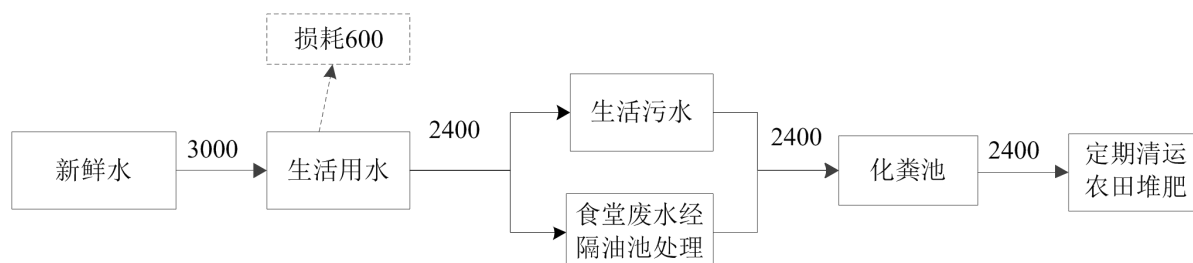 损耗600
新鲜水
3000
生活用水
2400
生活污水
食堂废水经
隔油池处理
2400
化粪池
2400
定期清运
农田堆肥